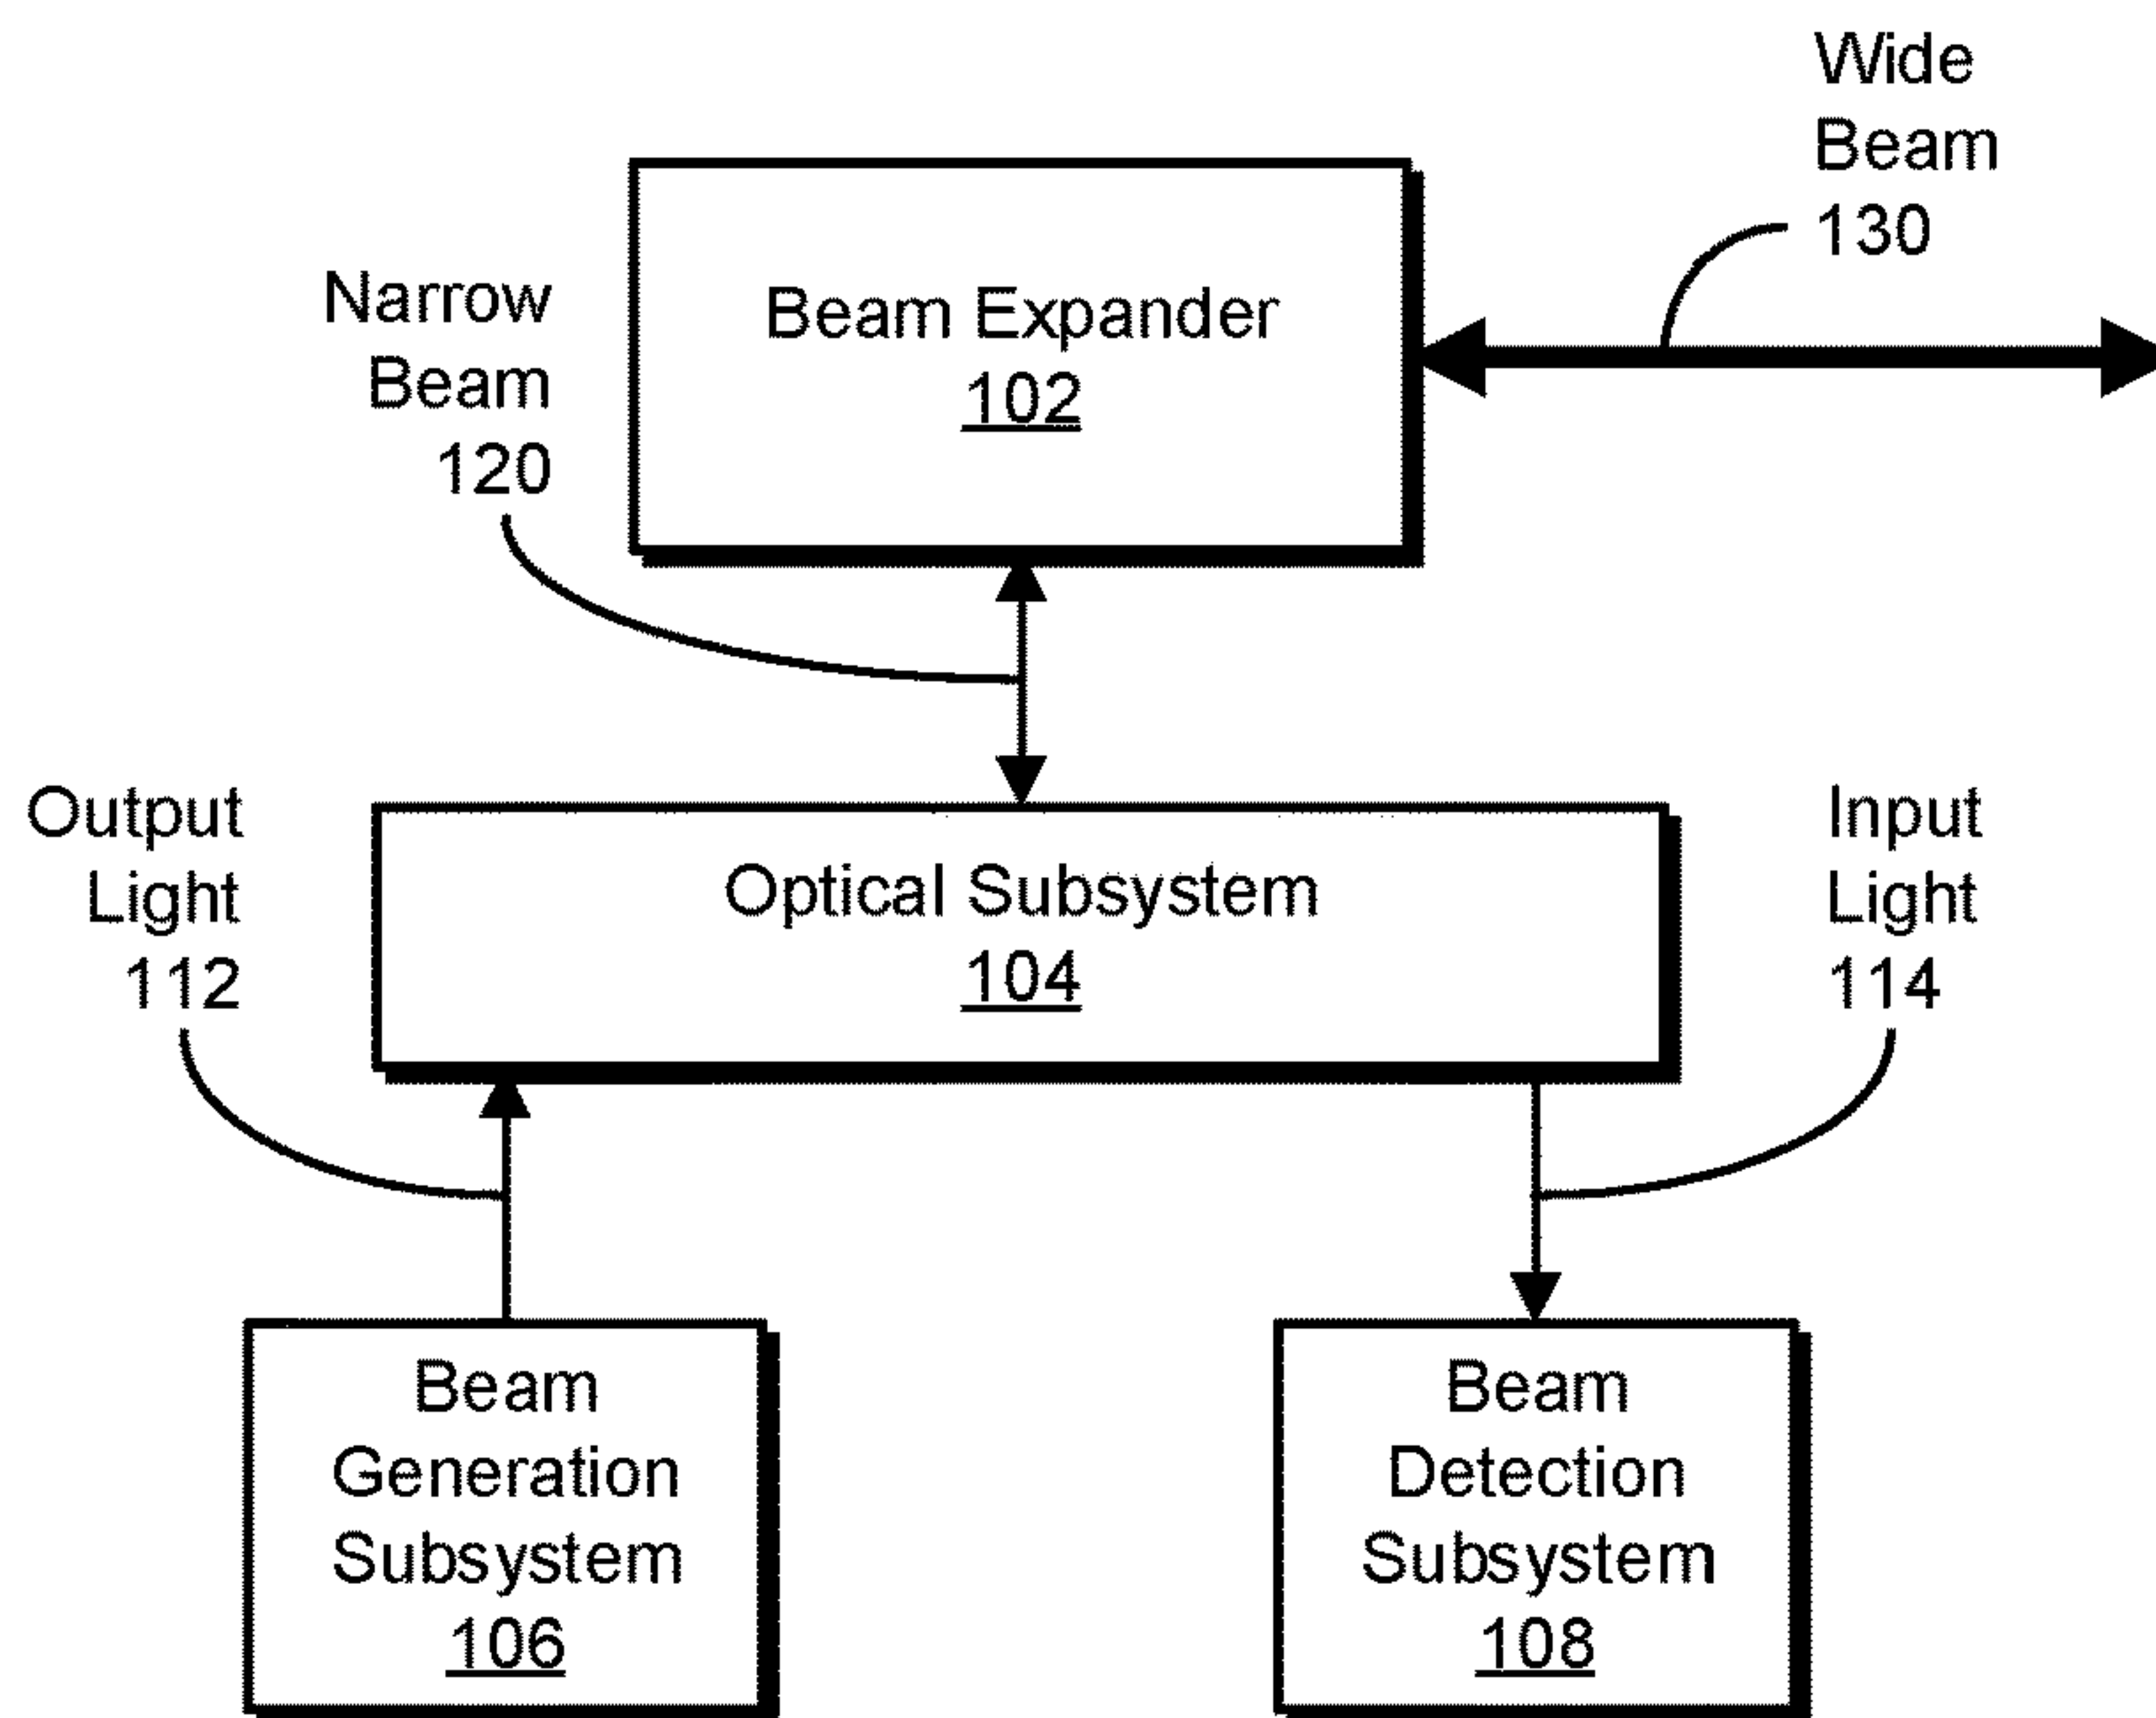 Wide
Beam
130
Narrow
Beam
120
Beam Expander
102
Output
Light
112
Optical Subsystem
104
Input
Light
114
Beam
Generation
Subsystem
106
Beam
Detection
Subsystem
108